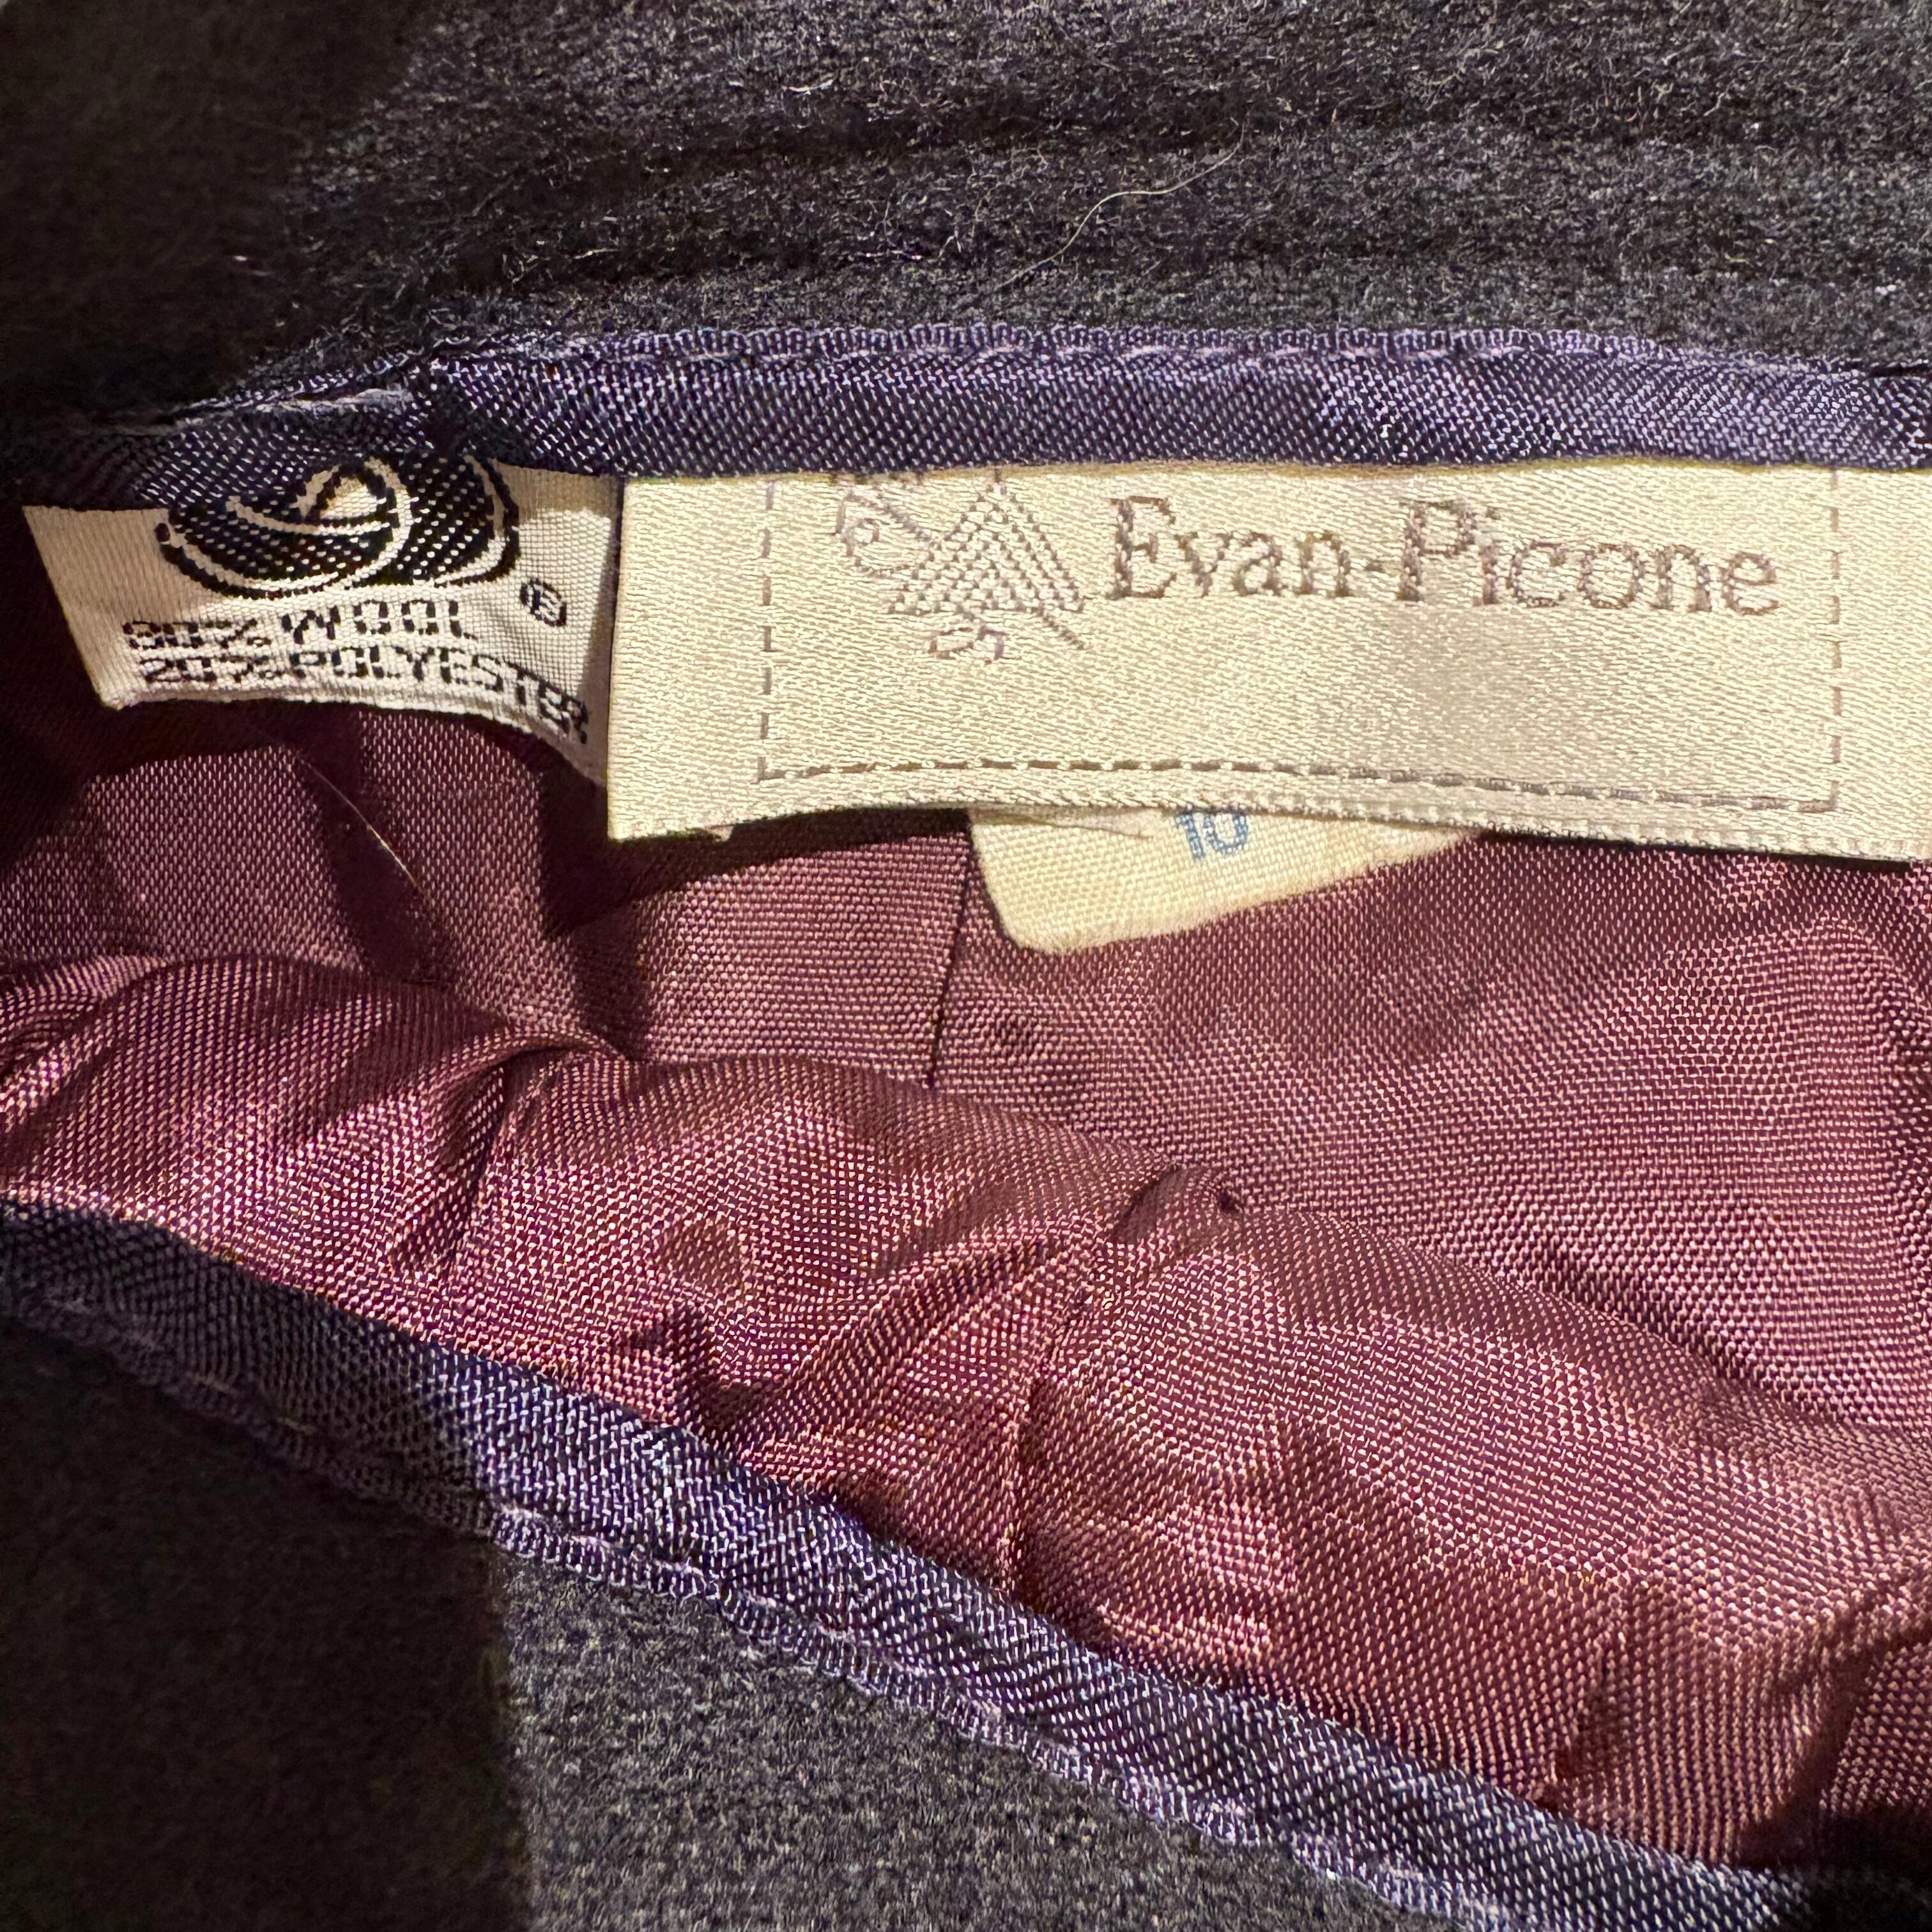 Evan-Picone
®
80% WOOL
20% POLYESTER
10